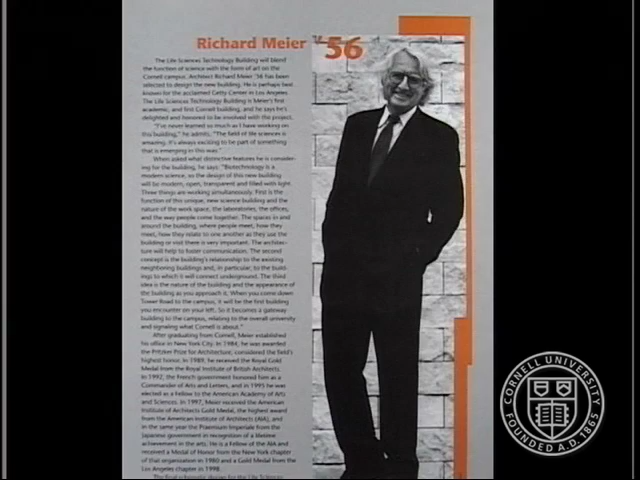 Richard Meier '56
The Life Sciences Technology Building will blend
the function of science with the form of art on the
Cornell campus. Architect Richard Meier '56 has been
selected to design the new building. He is perhaps best
known for the acclaimed Getty Center in Los Angeles.
The Life Sciences Technology Building is Meier's first
academic, and first Cornell building, and he says he's
delighted and honored to be involved with the project.
"I've never learned so much as I have working on
this building," he admits. "The field of life sciences is
amazing. It's always exciting to be part of something
that is emerging in this way."
When asked what distinctive features he is consider-
ing for the building, he says: "Biotechnology is a
modern science, so the design of this new building
will be modern, open, transparent and filled with light.
Three things are working simultaneously. First is the
function of this unique, new science building and the
nature of the work space, the laboratories, the offices,
and the way people come together. The spaces in and
around the building, where people meet, how they
meet, how they relate to one another as they use the
building or visit there is very important. The architec-
ture will help to foster communication. The second
concept is the building's relationship to the existing
neighboring buildings and, in particular, to the build-
ings to which it will connect underground. The third
idea is the nature of the building and the appearance of
the building as you approach it. When you come down
Tower Road to the campus, it will be the first building
you encounter on your left. So it becomes a gateway
building to the campus, relating to the overall university
and signaling what Cornell is about."
After graduating from Cornell, Meier established
his office in New York City. In 1984, he was awarded
the Pritzker Prize for Architecture, considered the field's
highest honor. In 1989, he received the Royal Gold
Medal from the Royal Institute of British Architects.
In 1992, the French government honored him as a
Commander of Arts and Letters, and in 1995 he was
elected as a Fellow to the American Academy of Arts
and Sciences. In 1997, Meier received the American
Institute of Architects Gold Medal, the highest award
from the American Institute of Architects (AIA), and
in the same year the Praemium Imperiale from the
Japanese government in recognition of a lifetime
achievement in the arts. He is a Fellow of the AIA and
received a Medal of Honor from the New York chapter
of that organization in 1980 and a Gold Medal from the
Los Angeles chapter in 1998.
The final schematic design for the Life Sciences
CORNELL UNIVERSITY
FOUNDED A.D. 1865